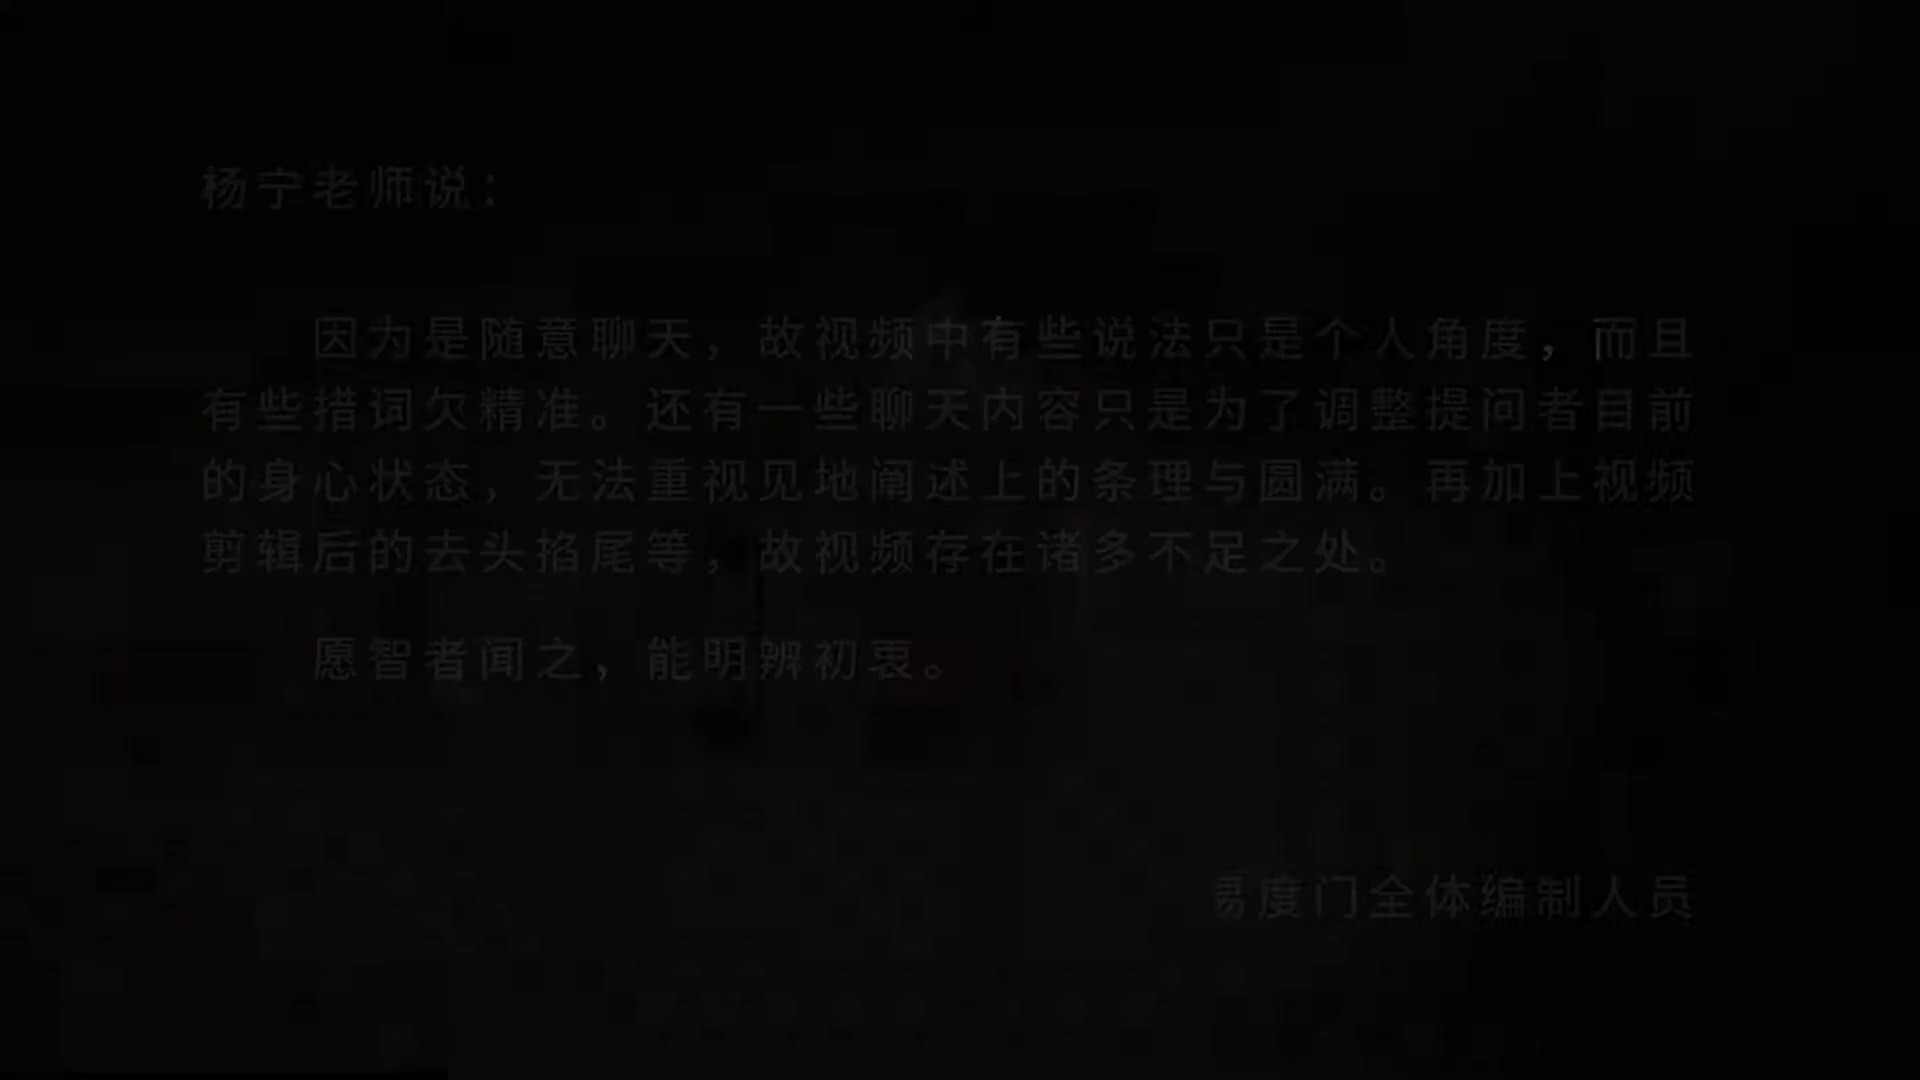 杨宁老师说：
因为是随意聊天，故视频中有些说法只是个人角度，而且
有些措词欠精准。还有一些聊天内容只是为了调整提问者目前
的身心状态，无法重视见地阐述上的条理与圆满。再加上视频
剪辑后的去头掐尾等，故视频存在诸多不足之处。
愿智者闻之，能明辨初衷。
易度门全体编制人员